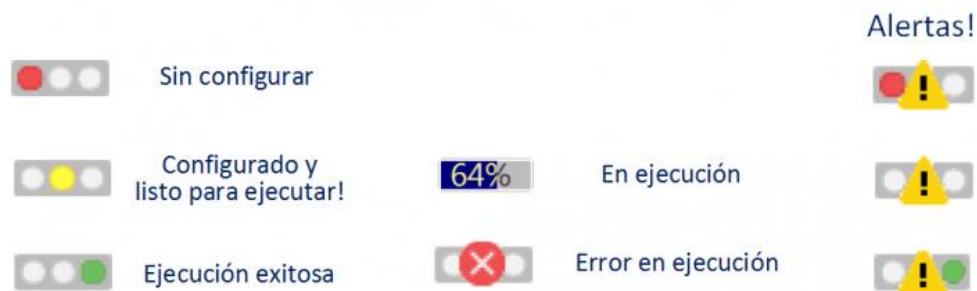 Alertas!
Sin configurar
Configurado y
listo para ejecutar!
64%
En ejecución
Ejecución exitosa
Error en ejecución